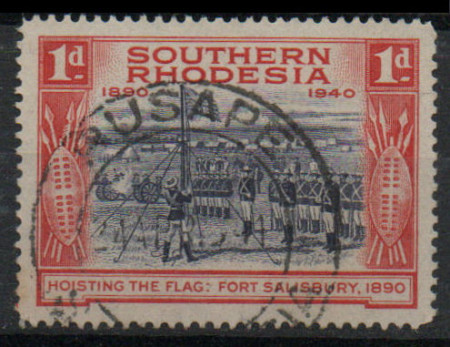 1d SOUTHERN 1d
RHODESIA
1890 1940
RUSAPE
HOISTING THE FLAG: FORT SALISBURY, 1890